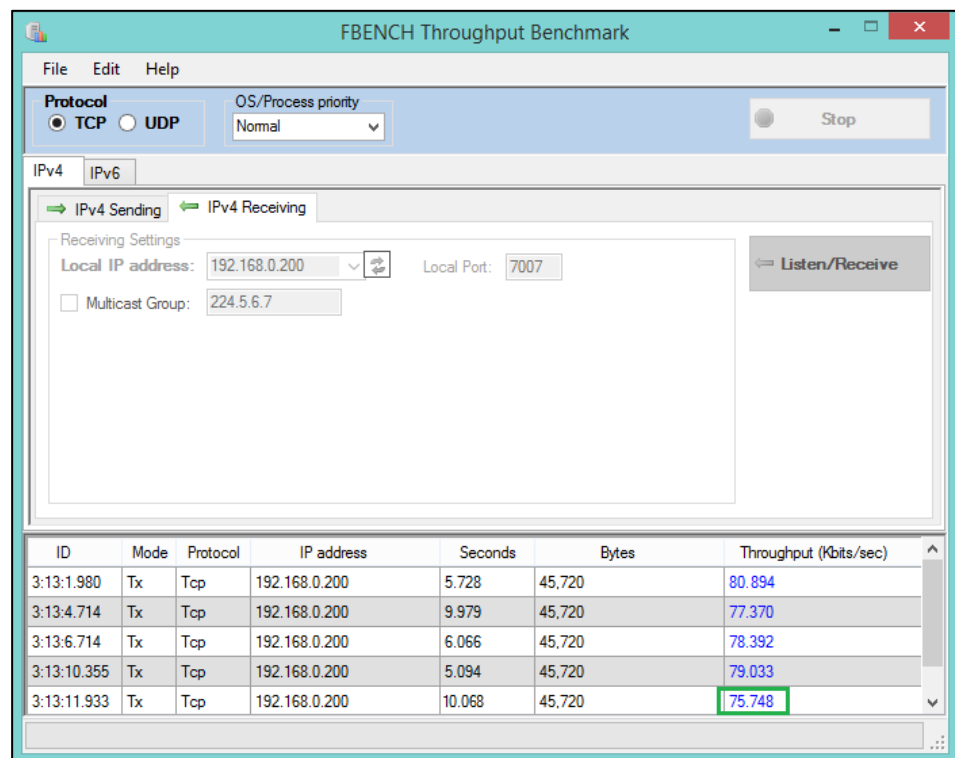 FBENCH Throughput Benchmark
File Edit Help
Protocol OS/Process priority
TCP UDP Normal Stop
IPv4 IPv6
IPv4 Sending IPv4 Receiving
Receiving Settings
Local IP address: 192.168.0.200 Local Port: 7007 Listen/Receive
Multicast Group: 224.5.6.7
ID Mode Protocol IP address Seconds Bytes Throughput (Kbits/sec)
3:13:1.980 Tx Tcp 192.168.0.200 5.728 45,720 80.894
3:13:4.714 Tx Tcp 192.168.0.200 9.979 45,720 77.370
3:13:6.714 Tx Tcp 192.168.0.200 6.066 45,720 78.392
3:13:10.355 Tx Tcp 192.168.0.200 5.094 45,720 79.033
3:13:11.933 Tx Tcp 192.168.0.200 10.068 45,720 75.748